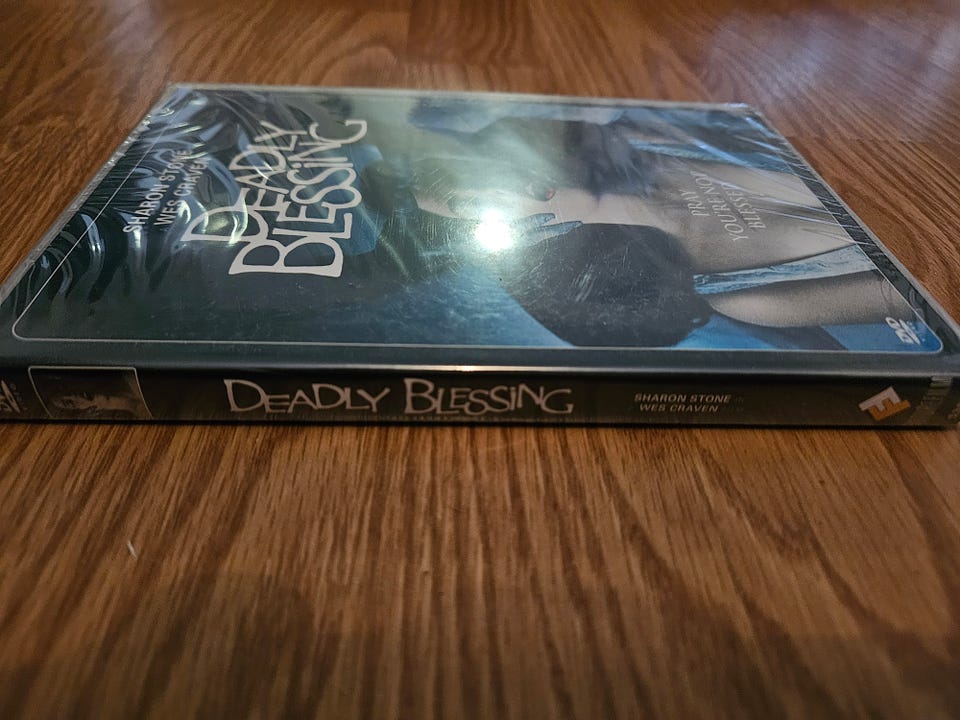 SHARON STONE
WES CRAVEN
DEADLY
BLESSING
PRAY
YOU'RE NOT
BLESSED
DVD
DEADLY BLESSING
SHARON STONE
WES CRAVEN